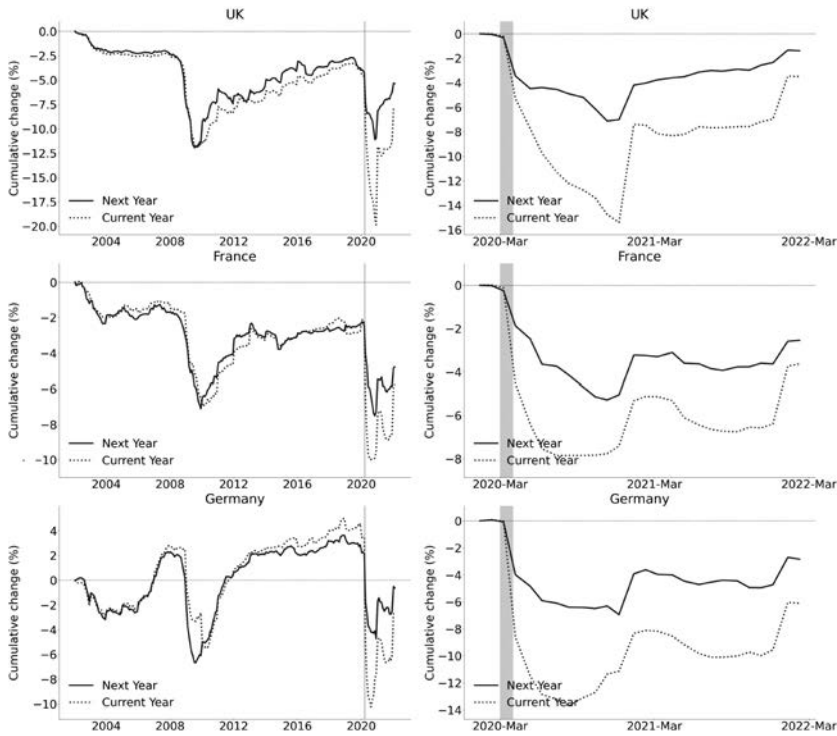 UK
0.0
−2.5
−5.0
−7.5
−10.0
−12.5
−15.0
−17.5
−20.0
Cumulative change (%)
Next Year
Current Year
2004 2008 2012 2016 2020
UK
0
−2
−4
−6
−8
−10
−12
−14
−16
Cumulative change (%)
Next Year
Current Year
2020-Mar 2021-Mar 2022-Mar
France
0
−2
−4
−6
−8
−10
Cumulative change (%)
Next Year
Current Year
2004 2008 2012 2016 2020
France
0
−2
−4
−6
−8
Cumulative change (%)
Next Year
Current Year
2020-Mar 2021-Mar 2022-Mar
Germany
4
2
0
−2
−4
−6
−8
−10
Cumulative change (%)
Next Year
Current Year
2004 2008 2012 2016 2020
Germany
0
−2
−4
−6
−8
−10
−12
−14
Cumulative change (%)
Next Year
Current Year
2020-Mar 2021-Mar 2022-Mar